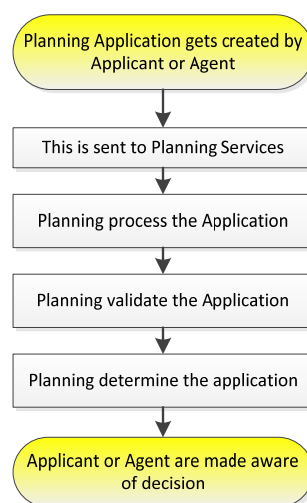 Planning Application gets created by
Applicant or Agent
This is sent to Planning Services
Planning process the Application
Planning validate the Application
Planning determine the application
Applicant or Agent are made aware
of decision